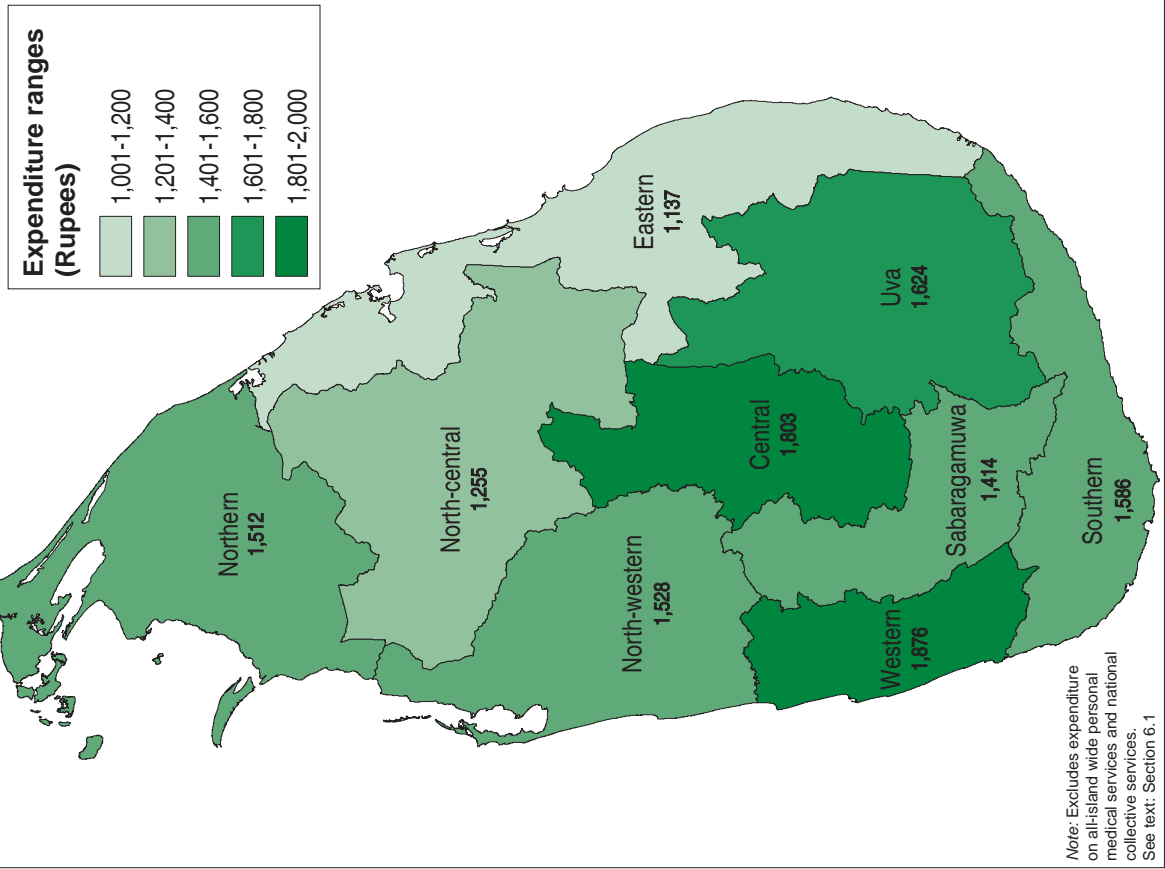 Expenditure ranges
(Rupees)
1,001-1,200
1,201-1,400
1,401-1,600
1,601-1,800
1,801-2,000
Northern
1,512
North-central
1,255
Eastern
1,137
North-western
1,528
Central
1,803
Uva
1,624
Western
1,876
Sabaragamuwa
1,414
Southern
1,586
Note: Excludes expenditure
on all-island wide personal
medical services and national
collective services.
See text: Section 6.1